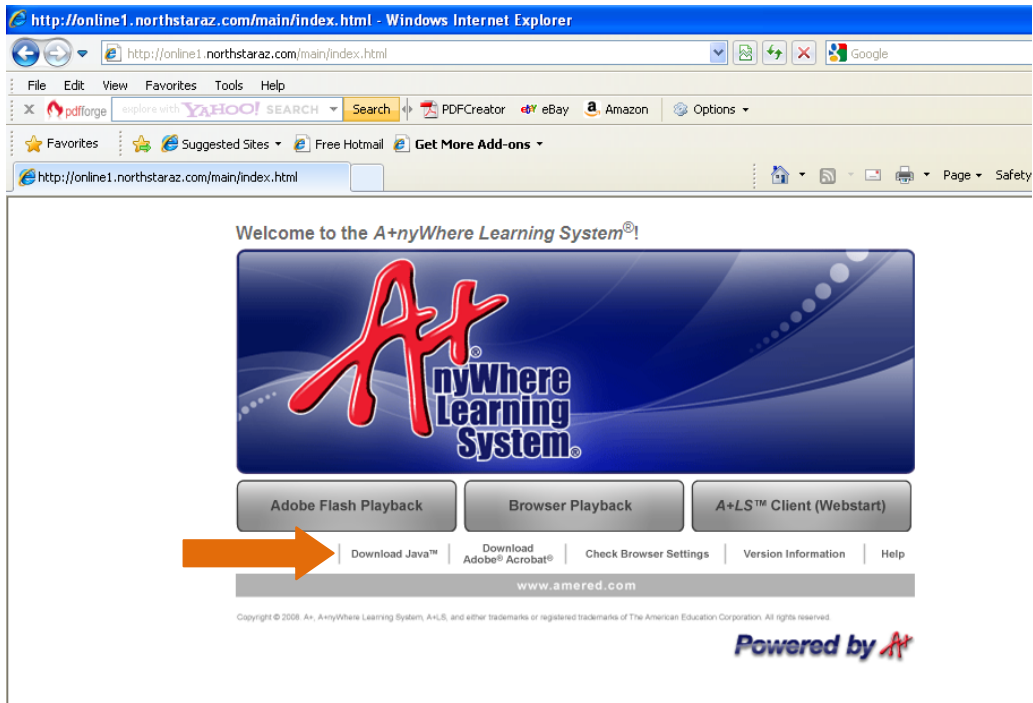 http://online1.northstaraz.com/main/index.html - Windows Internet Explorer
http://online1.northstaraz.com/main/index.html Google
File Edit View Favorites Tools Help
X pdfforge explore with YAHOO! SEARCH Search PDFCreator eBay Amazon Options
Favorites Suggested Sites Free Hotmail Get More Add-ons
http://online1.northstaraz.com/main/index.html Page Safety
Welcome to the A+nyWhere Learning System®!
A+®
nyWhere
Learning
System®
Adobe Flash Playback Browser Playback A+LS™ Client (Webstart)
Download Java™ Download Adobe® Acrobat® Check Browser Settings Version Information Help
www.amered.com
Copyright © 2008. A+, A+nyWhere Learning System, A+LS, and either trademarks or registered trademarks of The American Education Corporation. All rights reserved.
Powered by A+